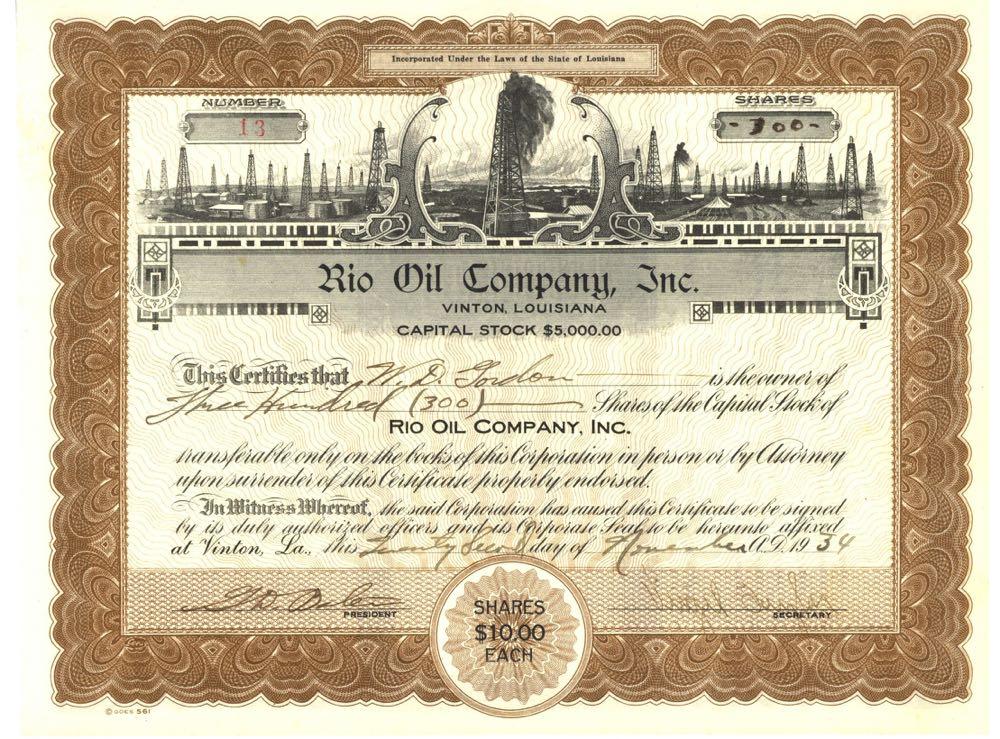 Incorporated Under the Laws of the State of Louisiana
NUMBER
13
SHARES
-300-
Rio Oil Company, Inc.
VINTON, LOUISIANA
CAPITAL STOCK $5,000.00
This Certifies that W. D. Gordon is the owner of
Three Hundred (300) Shares of the Capital Stock of
RIO OIL COMPANY, INC.
transferable only on the books of this Corporation in person or by Attorney
upon surrender of this Certificate properly endorsed.
In Witness Whereof, the said Corporation has caused this Certificate to be signed
by its duly authorized officers and its Corporate Seal to be hereunto affixed
at Vinton, La., this Twenty Second day of November A.D. 1934
PRESIDENT
SECRETARY
SHARES
$10.00
EACH
© GOES 561